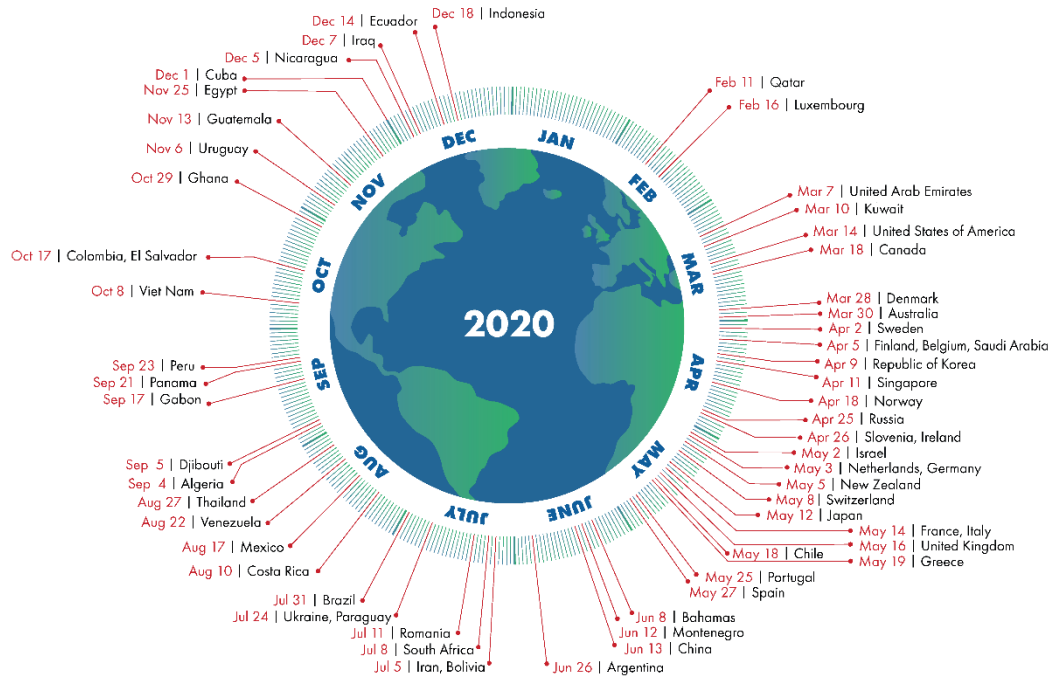 Dec 18 | Indonesia
Dec 14 | Ecuador
Dec 7 | Iraq
Dec 5 | Nicaragua
Dec 1 | Cuba
Nov 25 | Egypt
Nov 13 | Guatemala
Nov 6 | Uruguay
Oct 29 | Ghana
Oct 17 | Colombia, El Salvador
Oct 8 | Viet Nam
Sep 23 | Peru
Sep 21 | Panama
Sep 17 | Gabon
Sep 5 | Djibouti
Sep 4 | Algeria
Aug 27 | Thailand
Aug 22 | Venezuela
Aug 17 | Mexico
Aug 10 | Costa Rica
Jul 31 | Brazil
Jul 24 | Ukraine, Paraguay
Jul 11 | Romania
Jul 8 | South Africa
Jul 5 | Iran, Bolivia
JAN
FEB
MAR
APR
MAY
JUNE
JULY
AUG
SEP
OCT
NOV
DEC
2020
Feb 11 | Qatar
Feb 16 | Luxembourg
Mar 7 | United Arab Emirates
Mar 10 | Kuwait
Mar 14 | United States of America
Mar 18 | Canada
Mar 28 | Denmark
Mar 30 | Australia
Apr 2 | Sweden
Apr 5 | Finland, Belgium, Saudi Arabia
Apr 9 | Republic of Korea
Apr 11 | Singapore
Apr 18 | Norway
Apr 25 | Russia
Apr 26 | Slovenia, Ireland
May 2 | Israel
May 3 | Netherlands, Germany
May 5 | New Zealand
May 8 | Switzerland
May 12 | Japan
May 14 | France, Italy
May 16 | United Kingdom
May 18 | Chile
May 19 | Greece
May 25 | Portugal
May 27 | Spain
Jun 8 | Bahamas
Jun 12 | Montenegro
Jun 13 | China
Jun 26 | Argentina